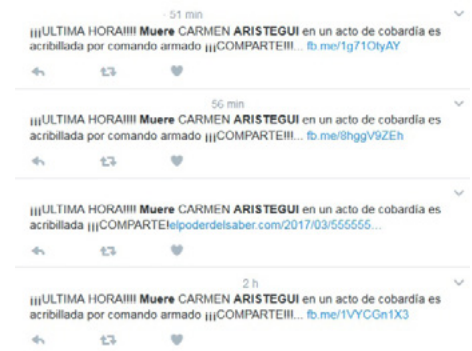 · 51 min
¡¡¡ULTIMA HORA!!!! Muere CARMEN ARISTEGUI en un acto de cobardía es
acribillada por comando armado ¡¡¡COMPARTE!!!... fb.me/1g71OtyAY
56 min
¡¡¡ULTIMA HORA!!!! Muere CARMEN ARISTEGUI en un acto de cobardía es
acribillada por comando armado ¡¡¡COMPARTE!!!... fb.me/8hggV9ZEh
¡¡¡ULTIMA HORA!!!! Muere CARMEN ARISTEGUI en un acto de cobardía es
acribillada ¡¡¡COMPARTE!elpoderdelsaber.com/2017/03/555555...
2 h
¡¡¡ULTIMA HORA!!!! Muere CARMEN ARISTEGUI en un acto de cobardía es
acribillada por comando armado ¡¡¡COMPARTE!!!... fb.me/1VYCGn1X3